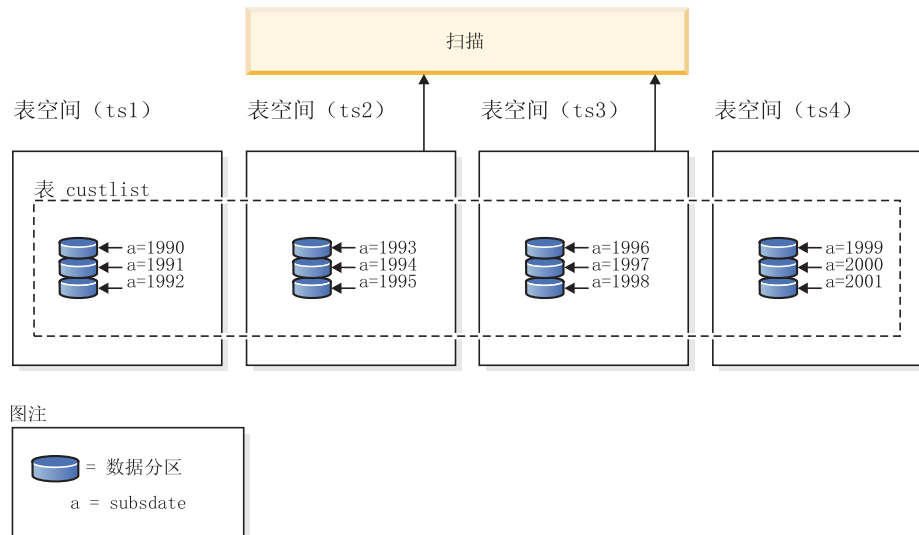 扫描
表空间（ts1）
表空间（ts2）
表空间（ts3）
表空间（ts4）
表 custlist
a=1990
a=1991
a=1992
a=1993
a=1994
a=1995
a=1996
a=1997
a=1998
a=1999
a=2000
a=2001
图注
= 数据分区
a = subsdate